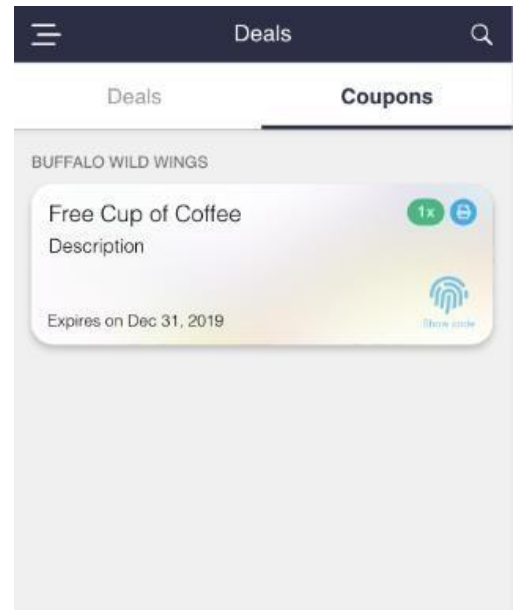 Deals
Deals Coupons
BUFFALO WILD WINGS
Free Cup of Coffee 1x
Description
Expires on Dec 31, 2019 Show code